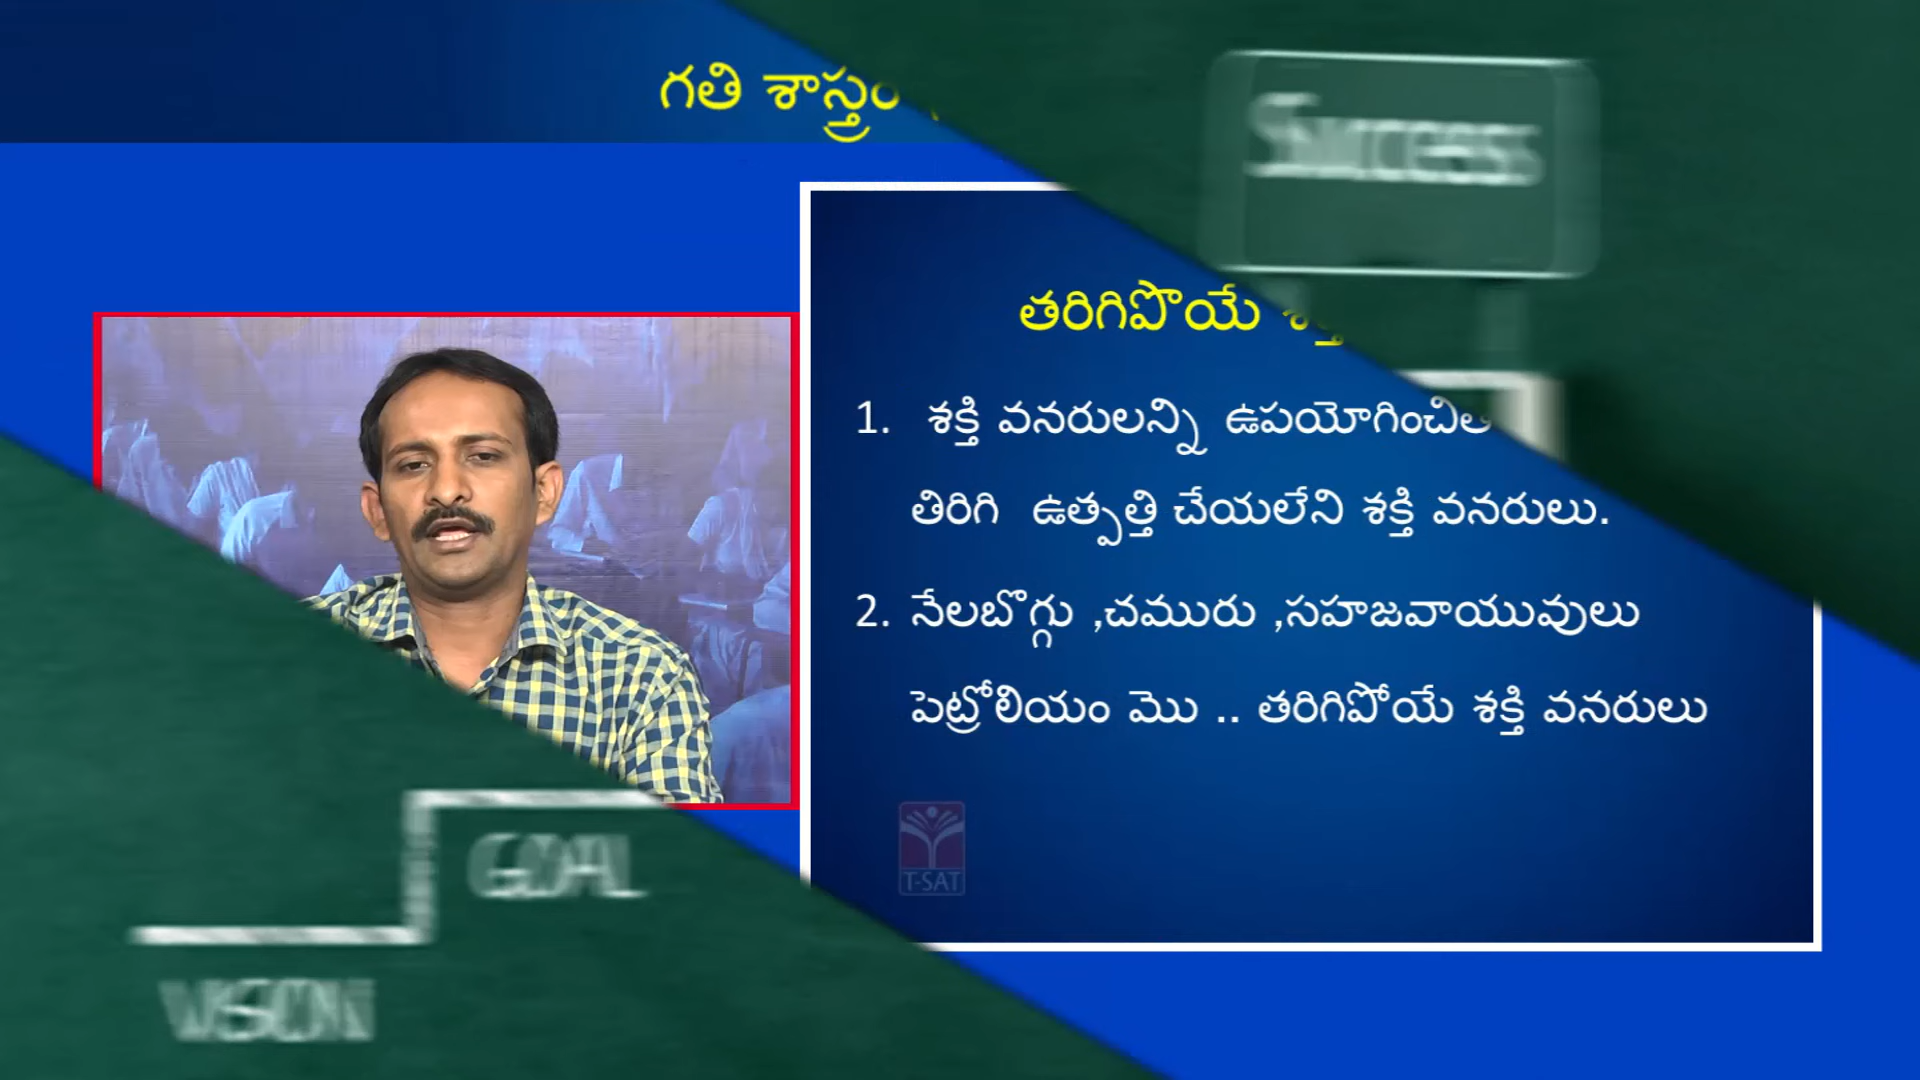 గతి శాస్త్రం
Success
తరిగిపొయే
1. శక్తి వనరులన్ని ఉపయోగించిత
తిరిగి ఉత్పత్తి చేయలేని శక్తి వనరులు.
2. నేలబొగ్గు ,చమురు ,సహజవాయువులు
పెట్రోలియం మొ .. తరిగిపోయే శక్తి వనరులు
T-SAT
GOAL
VISION